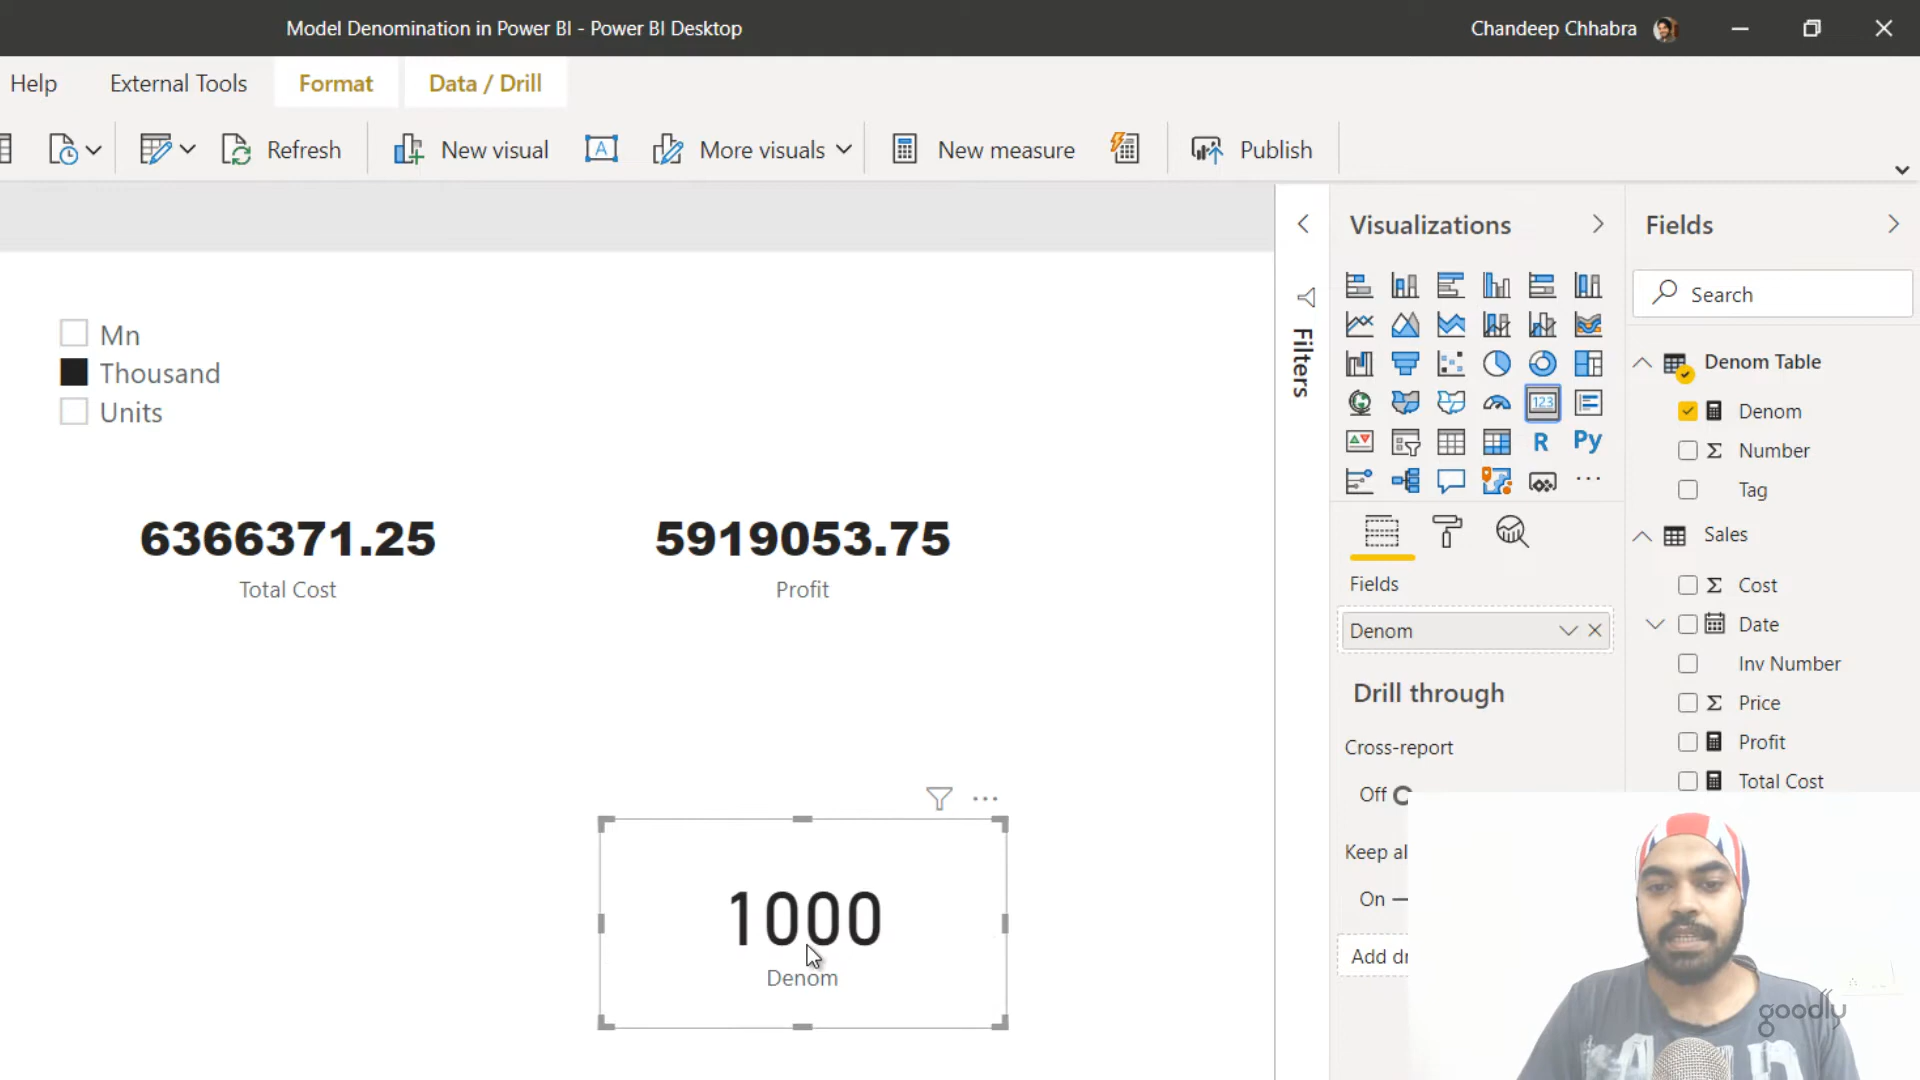 Model Denomination in Power BI - Power BI Desktop
Chandeep Chhabra
Help
External Tools
Format
Data / Drill
Refresh
New visual
More visuals
New measure
Publish
Mn
Thousand
Units
6366371.25
Total Cost
5919053.75
Profit
1000
Denom
Filters
Visualizations
123
R
Py
Fields
Denom
Drill through
Cross-report
Off
Keep al
On
Add dr
Fields
Search
Denom Table
Denom
Number
Tag
Sales
Cost
Date
Inv Number
Price
Profit
Total Cost
goodly